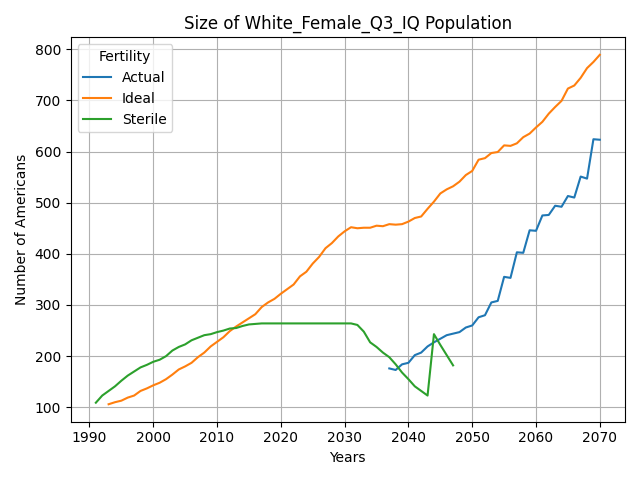 Size of White_Female_Q3_IQ Population
Fertility
Actual
Ideal
Sterile
Number of Americans
800
700
600
500
400
300
200
100
1990 2000 2010 2020 2030 2040 2050 2060 2070
Years